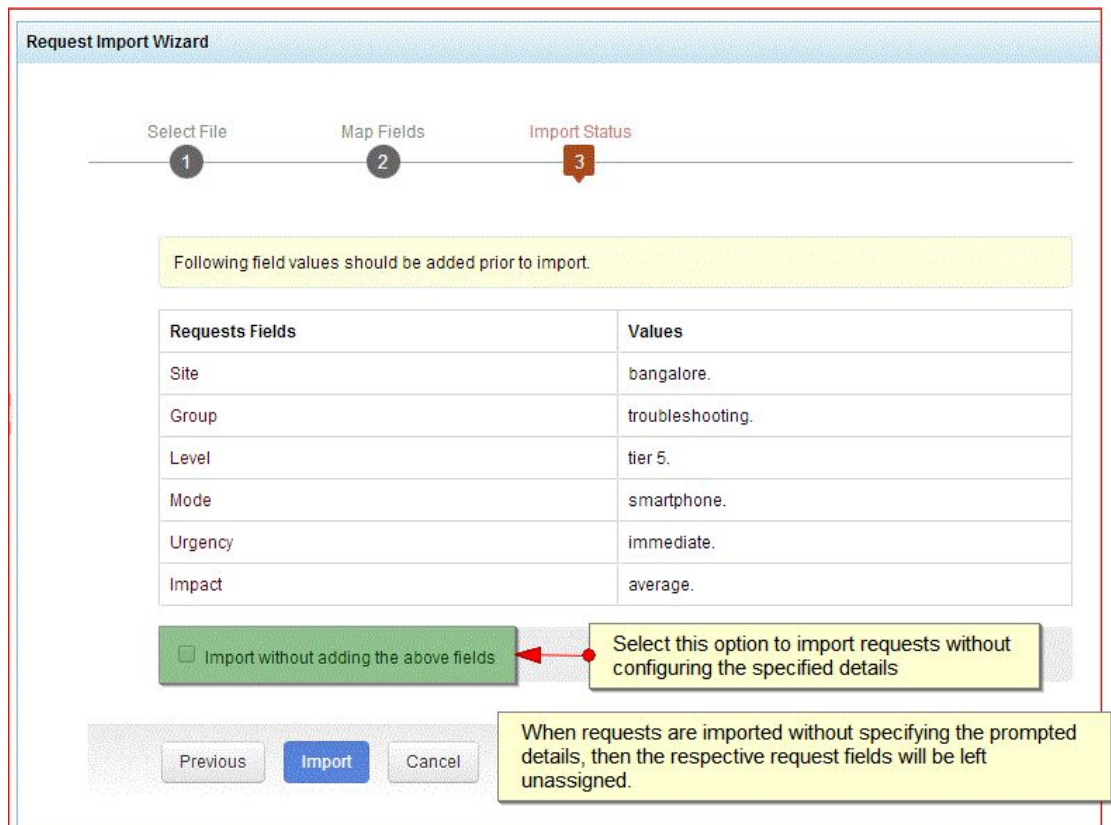 Request Import Wizard
Select File
Map Fields
Import Status
1
2
3
Following field values should be added prior to import.
Requests Fields
Values
Site
bangalore.
Group
troubleshooting.
Level
tier 5.
Mode
smartphone.
Urgency
immediate.
Impact
average.
Import without adding the above fields
Select this option to import requests without
configuring the specified details
When requests are imported without specifying the prompted
details, then the respective request fields will be left
unassigned.
Previous
Import
Cancel